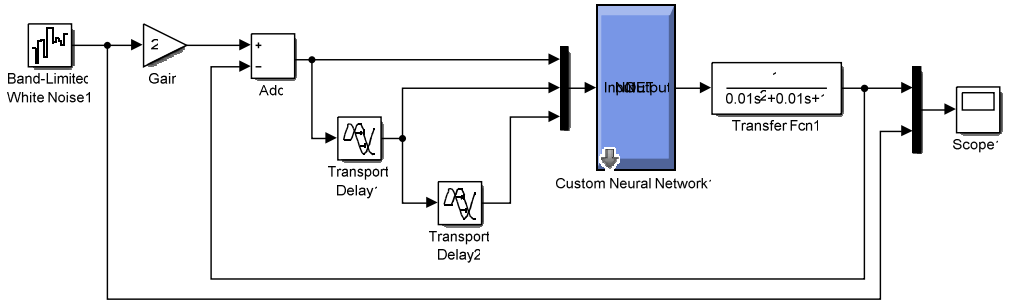 Band-Limited
White Noise1
2
Gain
+
−
Add
Transport
Delay1
Transport
Delay2
Custom Neural Network1
1
0.01s²+0.01s+1
Transfer Fcn1
Scope1